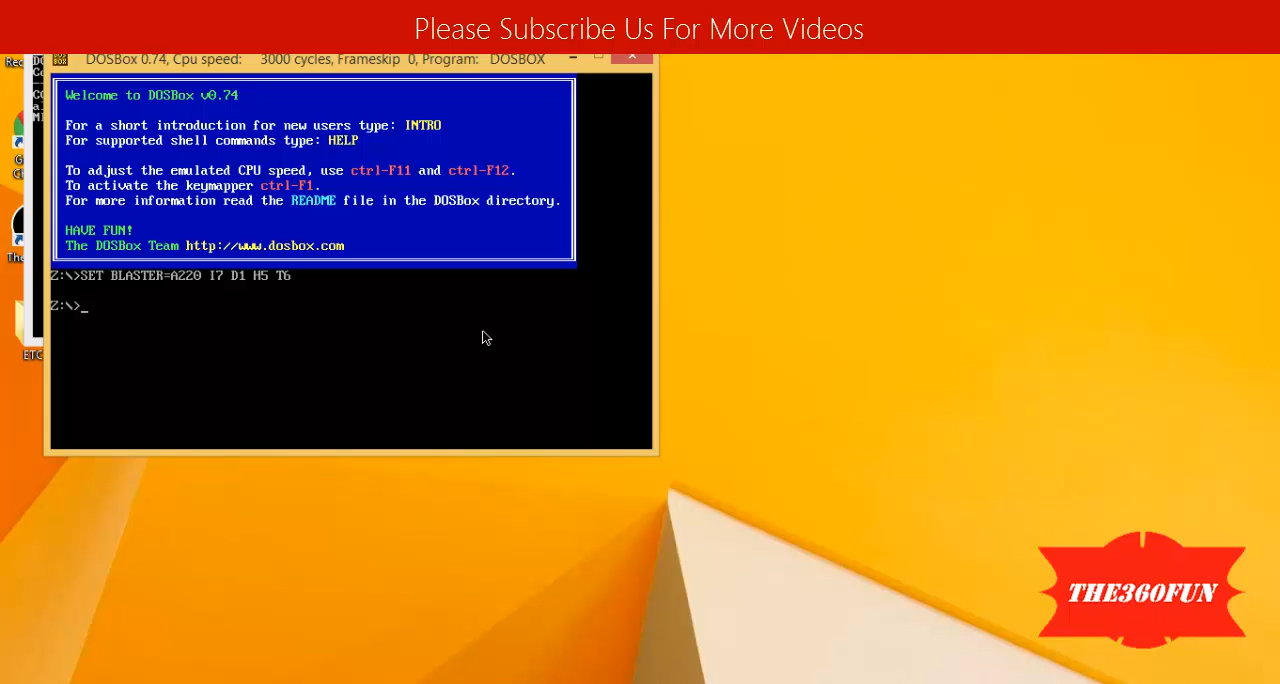 Please Subscribe Us For More Videos
DOSBox 0.74, Cpu speed: 3000 cycles, Frameskip 0, Program: DOSBOX
Welcome to DOSBox v0.74
For a short introduction for new users type: INTRO
For supported shell commands type: HELP
To adjust the emulated CPU speed, use ctrl-F11 and ctrl-F12.
To activate the keymapper ctrl-F1.
For more information read the README file in the DOSBox directory.
HAVE FUN!
The DOSBox Team http://www.dosbox.com
Z:\>SET BLASTER=A220 I7 D1 H5 T6
Z:\>_
ETC
THE360FUN